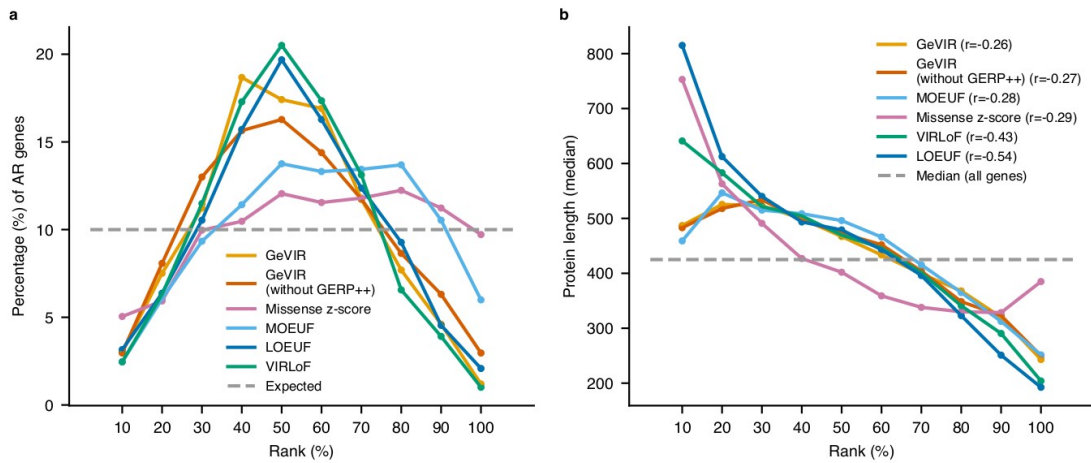 a
Percentage (%) of AR genes
20
15
10
5
0
10 20 30 40 50 60 70 80 90 100
Rank (%)
GeVIR
GeVIR
(without GERP++)
Missense z-score
MOEUF
LOEUF
VIRLoF
Expected
b
Protein length (median)
800
700
600
500
400
300
200
10 20 30 40 50 60 70 80 90 100
Rank (%)
GeVIR (r=-0.26)
GeVIR
(without GERP++) (r=-0.27)
MOEUF (r=-0.28)
Missense z-score (r=-0.29)
VIRLoF (r=-0.43)
LOEUF (r=-0.54)
Median (all genes)